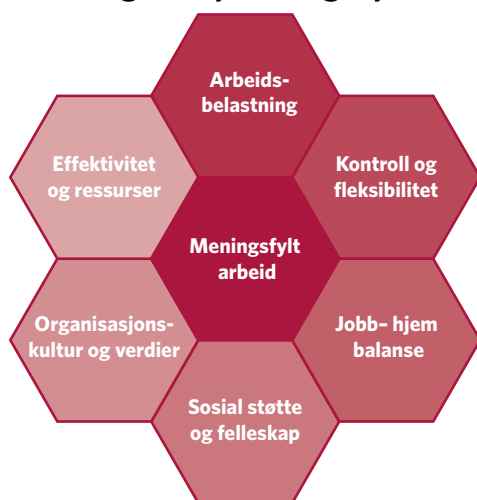 Arbeids-
belastning
Effektivitet
og ressurser
Kontroll og
fleksibilitet
Meningsfylt
arbeid
Organisasjons-
kultur og verdier
Jobb– hjem
balanse
Sosial støtte
og felleskap